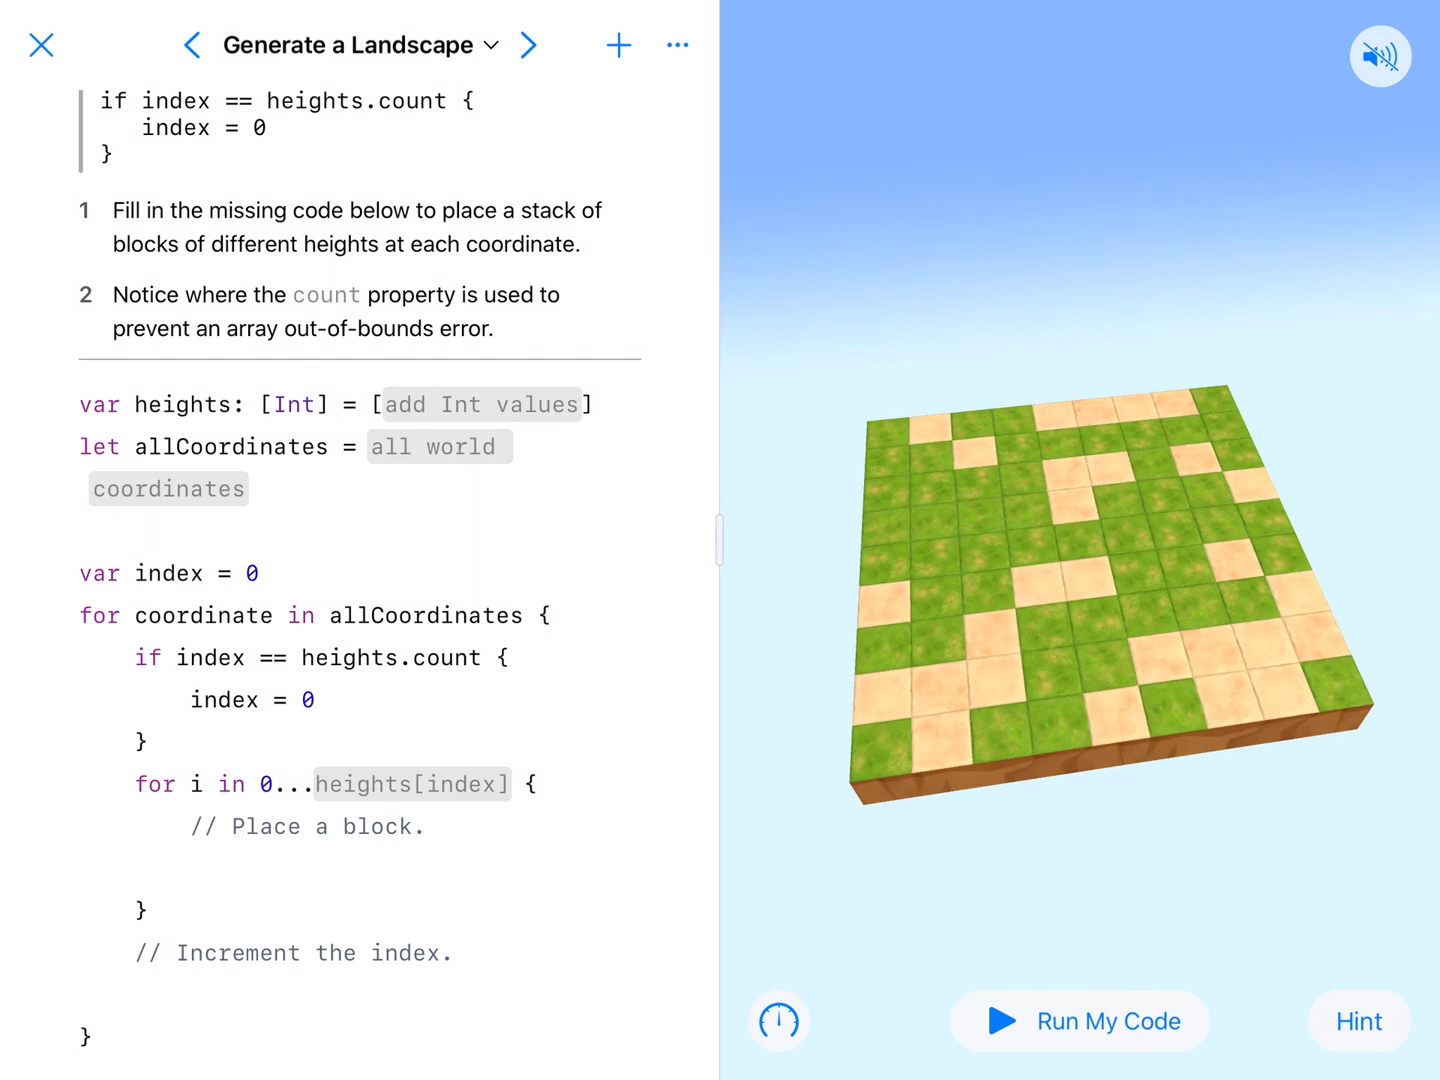 Generate a Landscape
if index == heights.count {
index = 0
}
1 Fill in the missing code below to place a stack of
blocks of different heights at each coordinate.
2 Notice where the count property is used to
prevent an array out-of-bounds error.
var heights: [Int] = [add Int values]
let allCoordinates = all world
coordinates
var index = 0
for coordinate in allCoordinates {
if index == heights.count {
index = 0
}
for i in 0...heights[index] {
// Place a block.
}
// Increment the index.
}
Run My Code
Hint